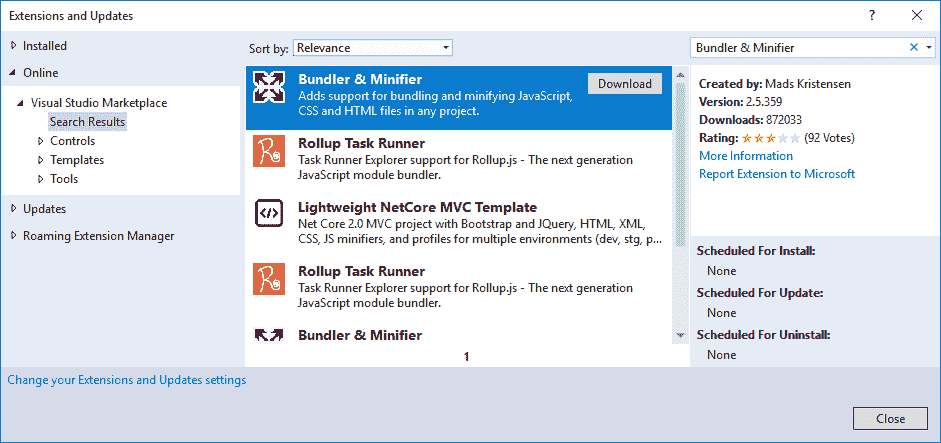 Extensions and Updates
?
Installed
Online
Visual Studio Marketplace
Search Results
Controls
Templates
Tools
Updates
Roaming Extension Manager
Sort by: Relevance
Bundler & Minifier
Download
Adds support for bundling and minifying JavaScript,
CSS and HTML files in any project.
Rollup Task Runner
Task Runner Explorer support for Rollup.js - The next generation
JavaScript module bundler.
Lightweight NetCore MVC Template
Net Core 2.0 MVC project with Bootstrap and JQuery, HTML, XML,
CSS, JS minifiers, and profiles for multiple environments (dev, stg, p...
Rollup Task Runner
Task Runner Explorer support for Rollup.js - The next generation
JavaScript module bundler.
Bundler & Minifier
1
Bundler & Minifier
Created by: Mads Kristensen
Version: 2.5.359
Downloads: 872033
Rating: (92 Votes)
More Information
Report Extension to Microsoft
Scheduled For Install:
None
Scheduled For Update:
None
Scheduled For Uninstall:
None
Change your Extensions and Updates settings
Close